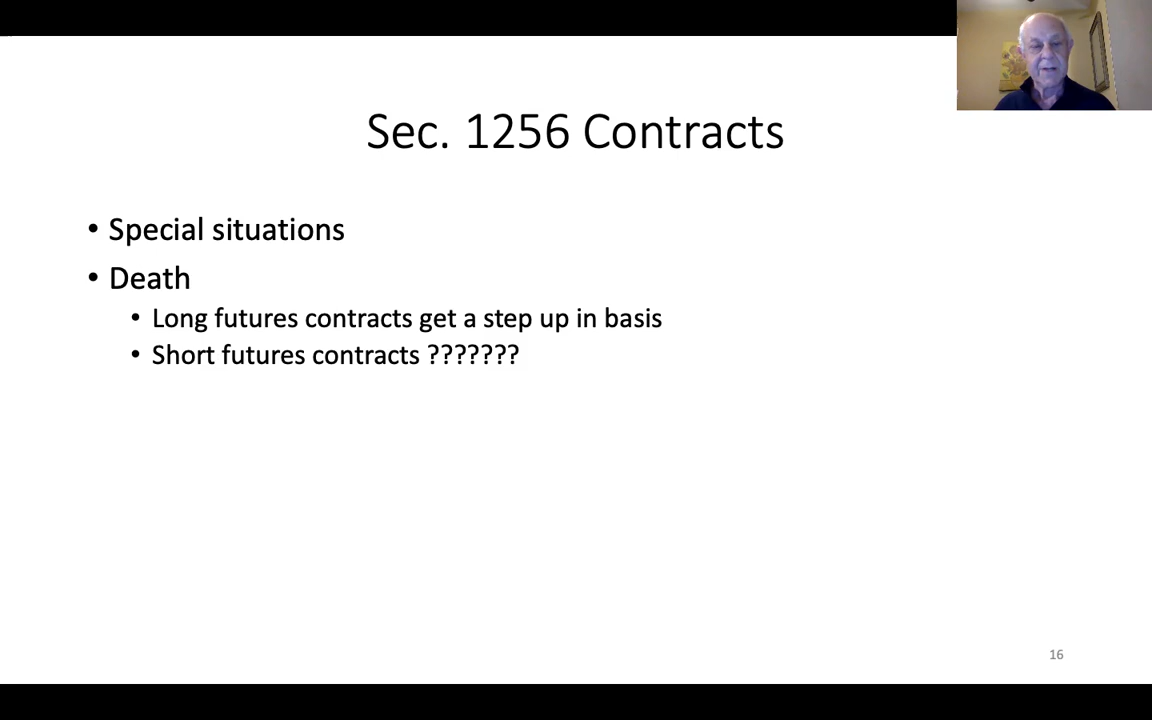 Sec. 1256 Contracts
• Special situations
• Death
• Long futures contracts get a step up in basis
• Short futures contracts ???????
16